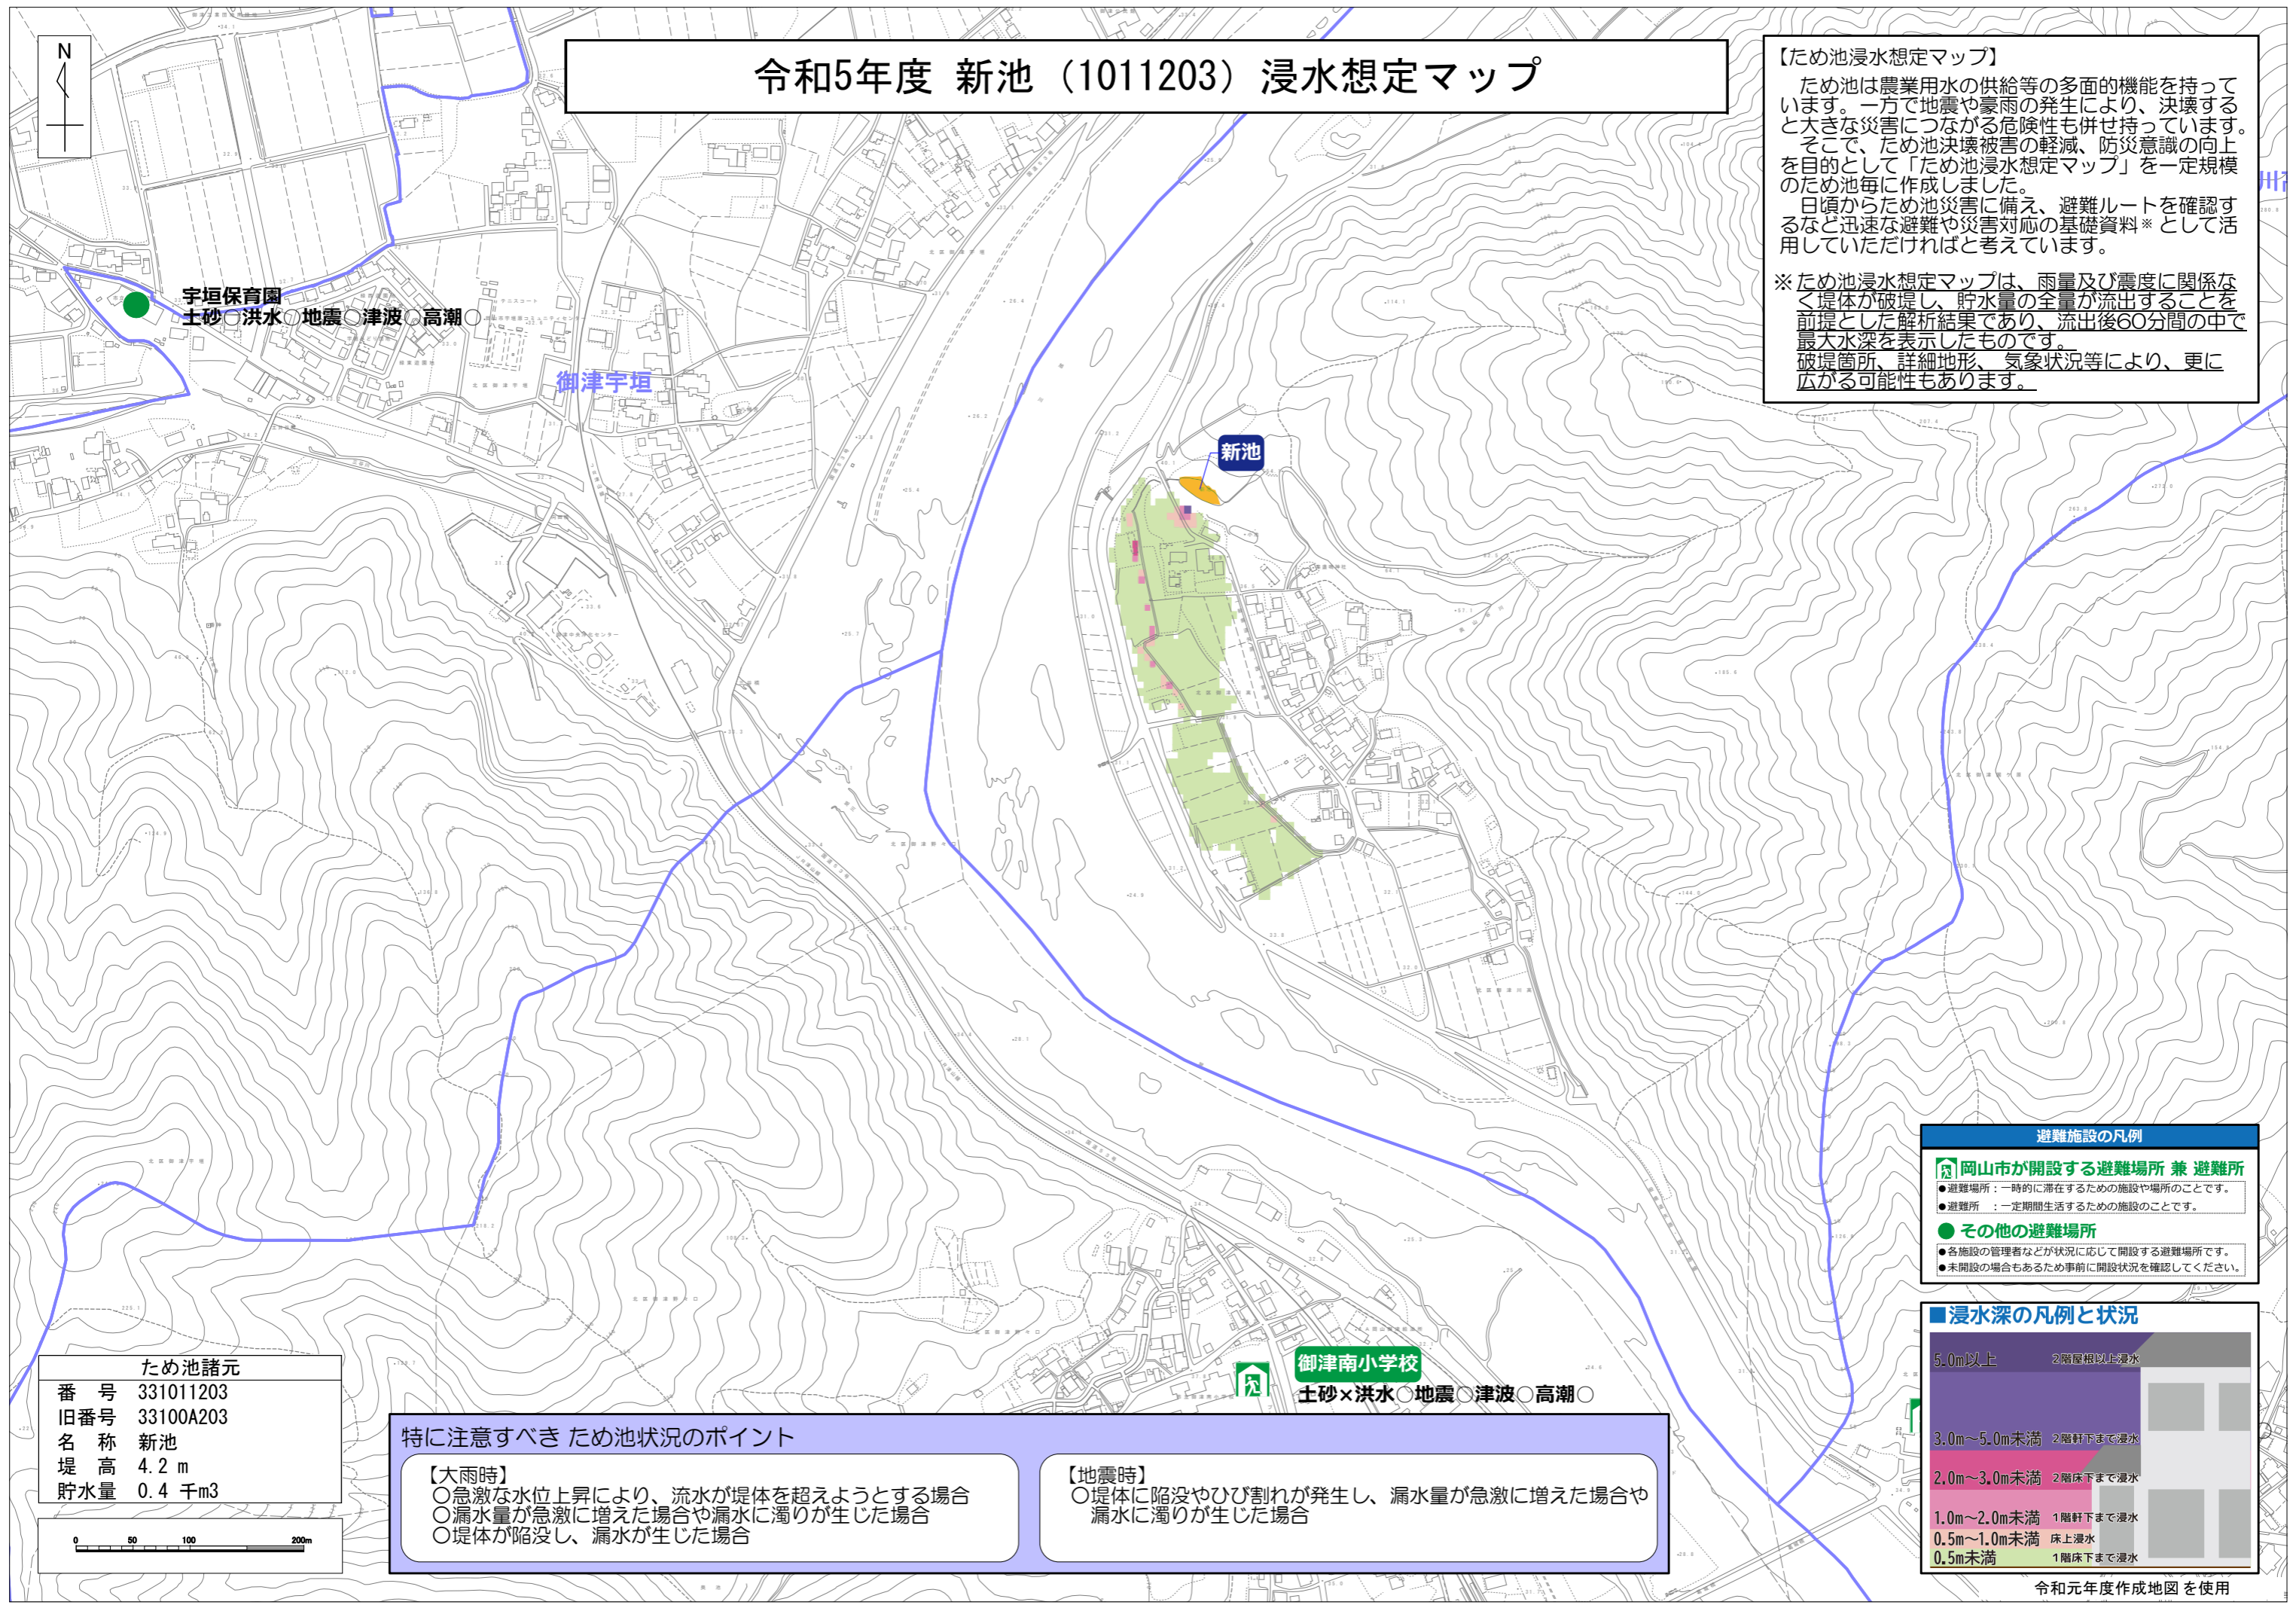 令和5年度 新池（1011203）浸水想定マップ
N
【ため池浸水想定マップ】
ため池は農業用水の供給等の多面的機能を持って
います。一方で地震や豪雨の発生により、決壊する
と大きな災害につながる危険性も併せ持っています。
そこで、ため池決壊被害の軽減、防災意識の向上
を目的として「ため池浸水想定マップ」を一定規模
のため池毎に作成しました。
日頃からため池災害に備え、避難ルートを確認す
るなど迅速な避難や災害対応の基礎資料※として活
用していただければと考えています。
※ため池浸水想定マップは、雨量及び震度に関係な
く堤体が破堤し、貯水量の全量が流出することを
前提とした解析結果であり、流出後60分間の中で
最大水深を表示したものです。
破堤箇所、詳細地形、気象状況等により、更に
広がる可能性もあります。
宇垣保育園
土砂○洪水○地震○津波○高潮○
御津宇垣
新池
御津南小学校
土砂×洪水○地震○津波○高潮○
避難施設の凡例
岡山市が開設する避難場所 兼 避難所
●避難場所：一時的に滞在するための施設や場所のことです。
●避難所　：一定期間生活するための施設のことです。
● その他の避難場所
●各施設の管理者などが状況に応じて開設する避難場所です。
●未開設の場合もあるため事前に開設状況を確認してください。
■浸水深の凡例と状況
5.0m以上 2階屋根以上浸水
3.0m～5.0m未満 2階軒下まで浸水
2.0m～3.0m未満 2階床下まで浸水
1.0m～2.0m未満 1階軒下まで浸水
0.5m～1.0m未満 床上浸水
0.5m未満 1階床下まで浸水
令和元年度作成地図を使用
ため池諸元
番　号 331011203
旧番号 33100A203
名　称 新池
堤　高 4.2 m
貯水量 0.4 千m3
0 50 100 200m
特に注意すべき ため池状況のポイント
【大雨時】
○急激な水位上昇により、流水が堤体を超えようとする場合
○漏水量が急激に増えた場合や漏水に濁りが生じた場合
○堤体が陥没し、漏水が生じた場合
【地震時】
○堤体に陥没やひび割れが発生し、漏水量が急激に増えた場合や
漏水に濁りが生じた場合